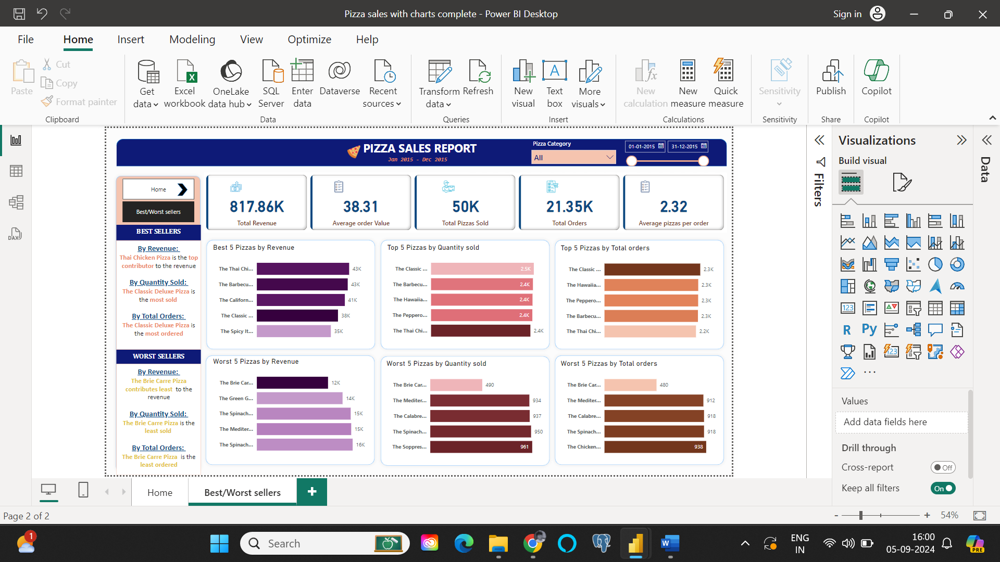 Pizza sales with charts complete - Power BI Desktop
Sign in
File Home Insert Modeling View Optimize Help
Paste
Cut
Copy
Format painter
Clipboard
Get data
Excel workbook
OneLake data hub
SQL Server
Enter data
Dataverse
Recent sources
Data
Transform data
Refresh
Queries
New visual
Text box
More visuals
Insert
New calculation
New measure
Quick measure
Calculations
Sensitivity
Sensitivity
Publish
Share
Copilot
Copilot
PIZZA SALES REPORT
Jan 2015 - Dec 2015
Pizza Category
All
01-01-2015
31-12-2015
Home
Best/Worst sellers
BEST SELLERS
By Revenue:
Thai Chicken Pizza is the top
contributor to the revenue
By Quantity Sold:
The Classic Deluxe Pizza is
the most sold
By Total Orders:
The Classic Deluxe Pizza is
the most ordered
WORST SELLERS
By Revenue:
The Brie Carre Pizza
contributes least to the
revenue
By Quantity Sold:
The Brie Carre Pizza is the
least sold
By Total Orders:
The Brie Carre Pizza is the
least ordered
817.86K
Total Revenue
38.31
Average order Value
50K
Total Pizzas Sold
21.35K
Total Orders
2.32
Average pizzas per order
Best 5 Pizzas by Revenue
The Thai Chi... 43K
The Barbecu... 43K
The Californ... 41K
The Classic ... 38K
The Spicy It... 35K
Top 5 Pizzas by Quantity sold
The Classic ... 2.5K
The Barbecu... 2.4K
The Hawaiia... 2.4K
The Peppero... 2.4K
The Thai Chi... 2.4K
Top 5 Pizzas by Total orders
The Classic ... 2.3K
The Hawaiia... 2.3K
The Peppero... 2.3K
The Barbecu... 2.3K
The Thai Chi... 2.2K
Worst 5 Pizzas by Revenue
The Brie Car... 12K
The Green G... 14K
The Spinach... 15K
The Mediter... 15K
The Spinach... 16K
Worst 5 Pizzas by Quantity sold
The Brie Car... 490
The Mediter... 934
The Calabre... 937
The Spinach... 950
The Soppres... 961
Worst 5 Pizzas by Total orders
The Brie Car... 480
The Mediter... 912
The Calabre... 918
The Spinach... 918
The Chicken... 938
Filters
Visualizations
Build visual
R
Py
123
123
...
Values
Add data fields here
Drill through
Cross-report Off
Keep all filters On
Data
DAX
Home
Best/Worst sellers
+
Page 2 of 2
- + 54%
1
Search
W
ENG
IN
16:00
05-09-2024
PRE